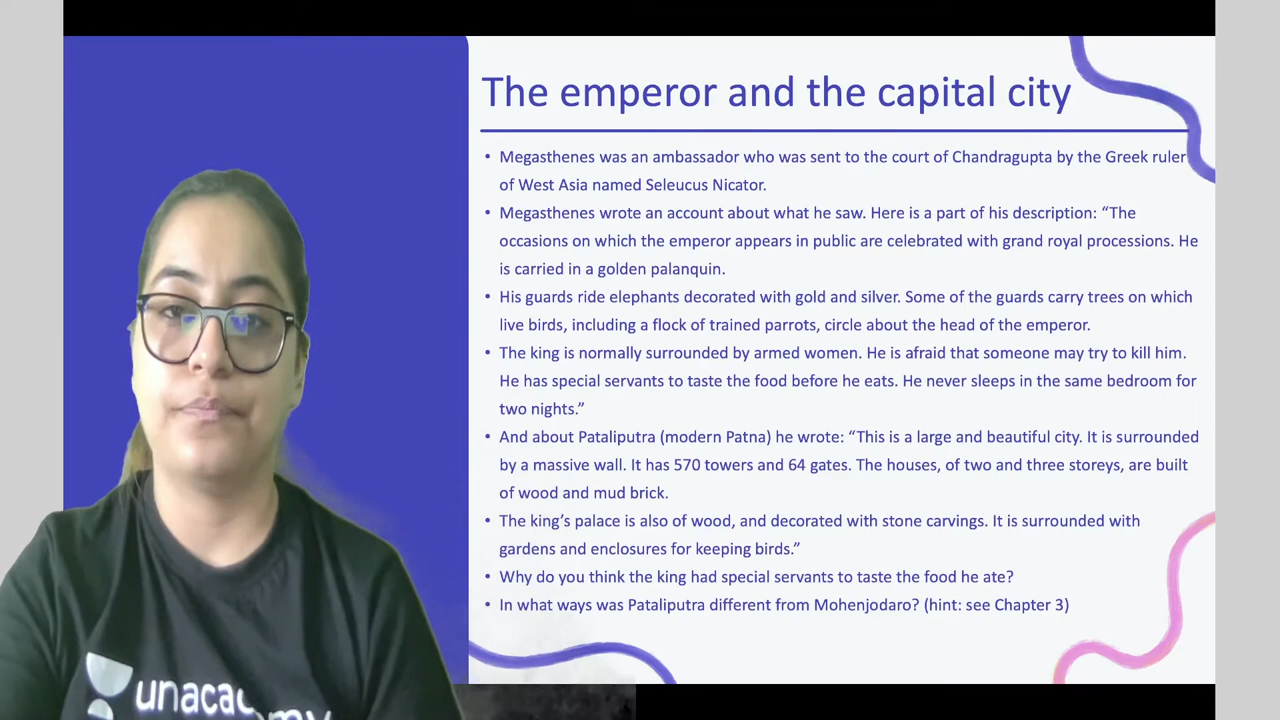 The emperor and the capital city
• Megasthenes was an ambassador who was sent to the court of Chandragupta by the Greek ruler
of West Asia named Seleucus Nicator.
• Megasthenes wrote an account about what he saw. Here is a part of his description: “The
occasions on which the emperor appears in public are celebrated with grand royal processions. He
is carried in a golden palanquin.
• His guards ride elephants decorated with gold and silver. Some of the guards carry trees on which
live birds, including a flock of trained parrots, circle about the head of the emperor.
• The king is normally surrounded by armed women. He is afraid that someone may try to kill him.
He has special servants to taste the food before he eats. He never sleeps in the same bedroom for
two nights.”
• And about Pataliputra (modern Patna) he wrote: “This is a large and beautiful city. It is surrounded
by a massive wall. It has 570 towers and 64 gates. The houses, of two and three storeys, are built
of wood and mud brick.
• The king’s palace is also of wood, and decorated with stone carvings. It is surrounded with
gardens and enclosures for keeping birds.”
• Why do you think the king had special servants to taste the food he ate?
• In what ways was Pataliputra different from Mohenjodaro? (hint: see Chapter 3)
unacademy